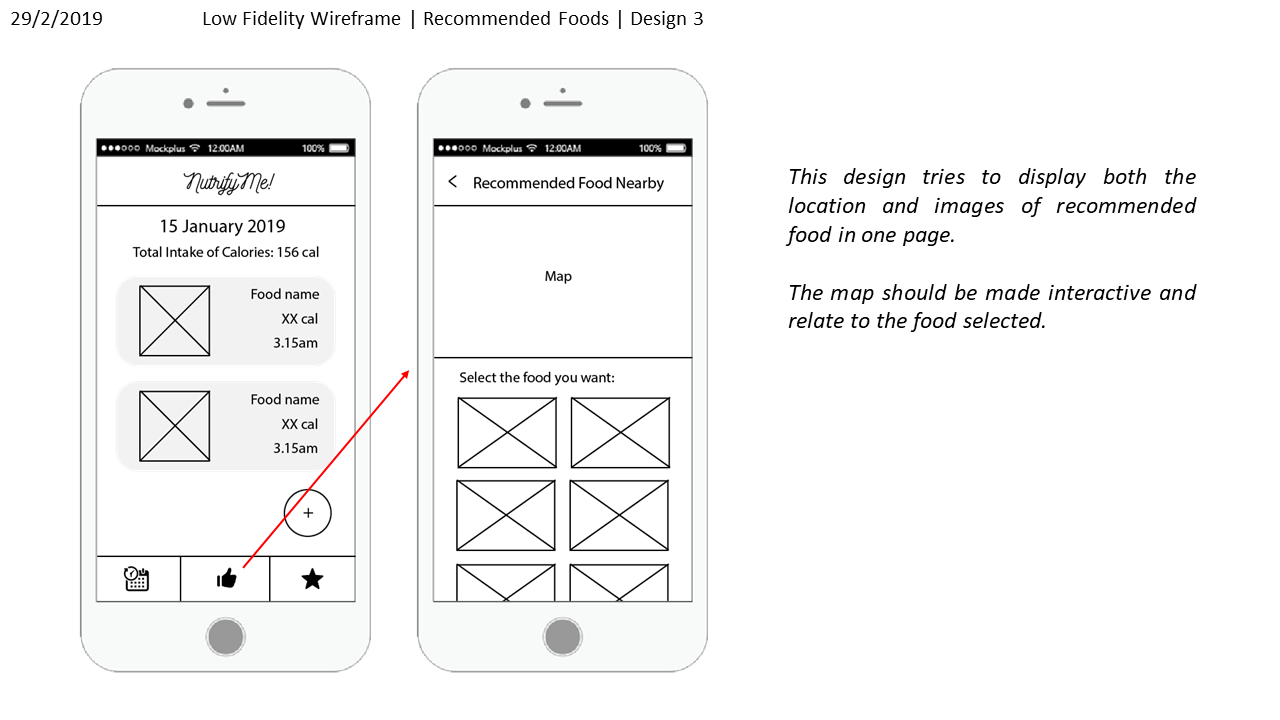 29/2/2019
Low Fidelity Wireframe | Recommended Foods | Design 3
Mockplus 12:00AM 100%
NutrifyMe!
15 January 2019
Total Intake of Calories: 156 cal
Food name
XX cal
3.15am
Food name
XX cal
3.15am
+
Mockplus 12:00AM 100%
< Recommended Food Nearby
Map
Select the food you want:
This design tries to display both the
location and images of recommended
food in one page.
The map should be made interactive and
relate to the food selected.